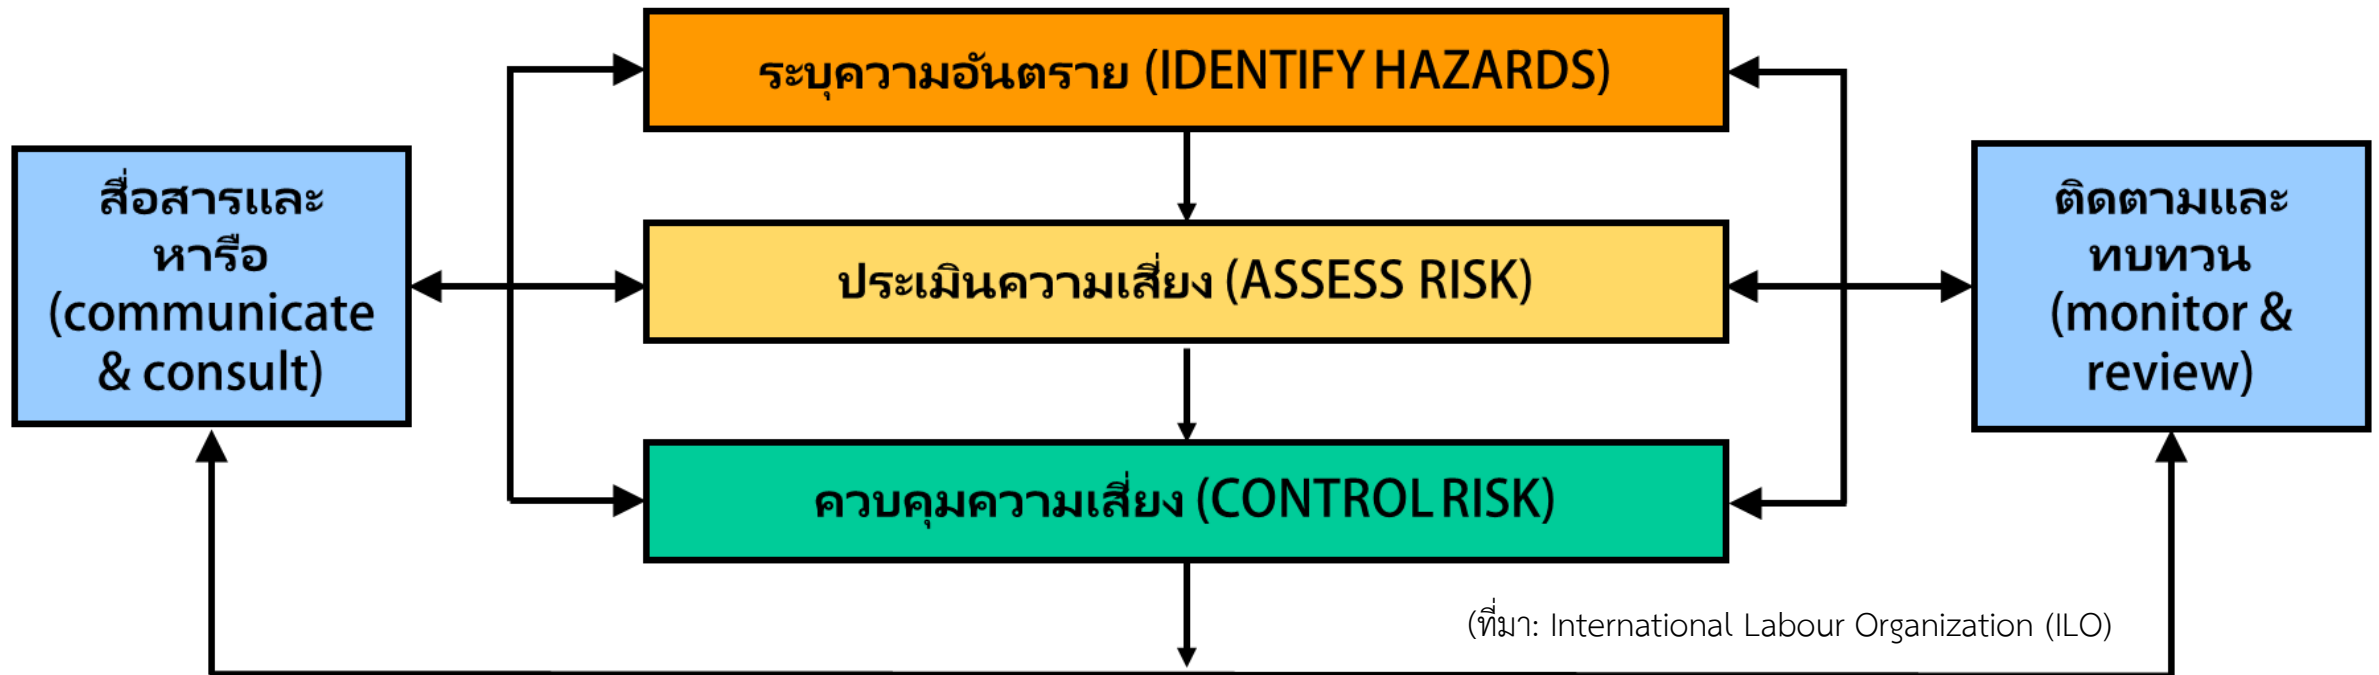 ระบุความอันตราย (IDENTIFY HAZARDS)
สื่อสารและ
หารือ
(communicate
& consult)
ประเมินความเสี่ยง (ASSESS RISK)
ติดตามและ
ทบทวน
(monitor &
review)
ควบคุมความเสี่ยง (CONTROL RISK)
(ที่มา: International Labour Organization (ILO)